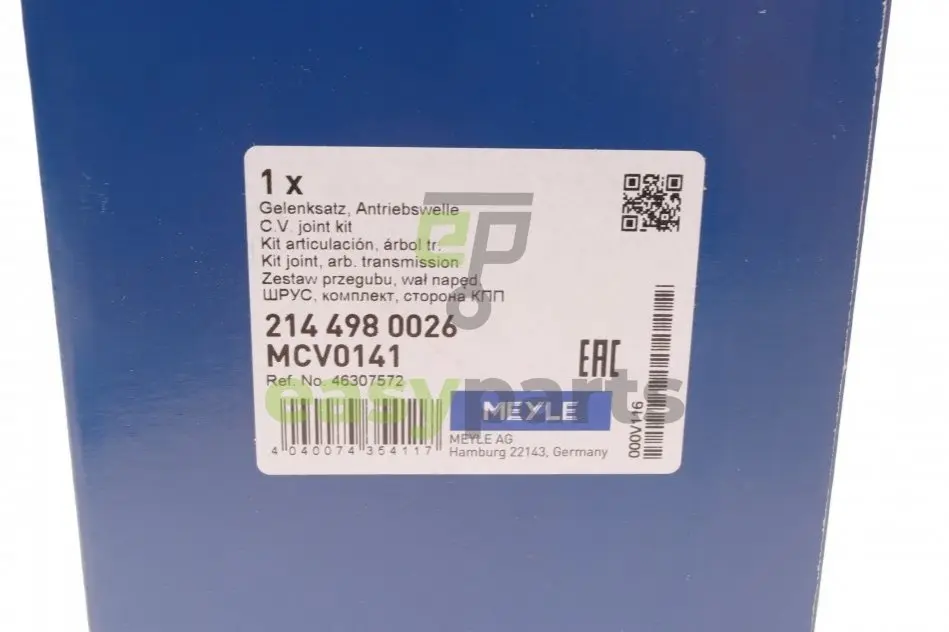 1 x
Gelenksatz, Antriebswelle
C.V. joint kit
Kit articulación, árbol tr.
Kit joint, arb. transmission
Zestaw przegubu, wał napęd.
ШРУС, комплект, сторона КПП
214 498 0026
MCV0141
Ref. No. 46307572
EAC
MEYLE
MEYLE AG
Hamburg 22143, Germany
4 040074 354117
000V116
ep
easyparts